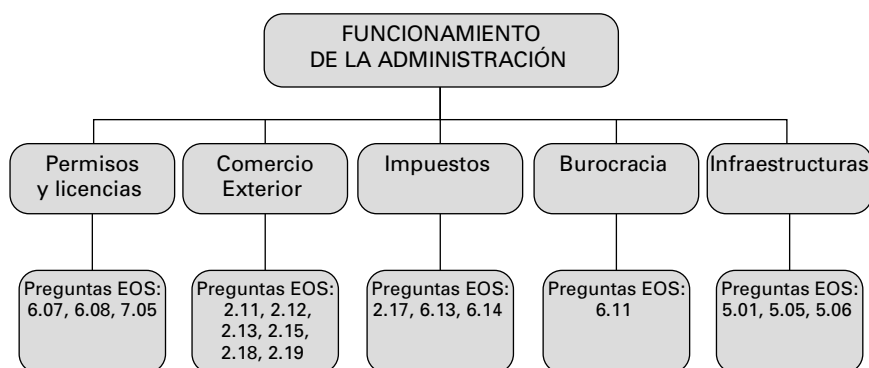 FUNCIONAMIENTO
DE LA ADMINISTRACIÓN
Permisos
y licencias
Comercio
Exterior
Impuestos
Burocracia
Infraestructuras
Preguntas EOS:
6.07, 6.08, 7.05
Preguntas EOS:
2.11, 2.12,
2.13, 2.15,
2.18, 2.19
Preguntas EOS:
2.17, 6.13, 6.14
Preguntas EOS:
6.11
Preguntas EOS:
5.01, 5.05, 5.06